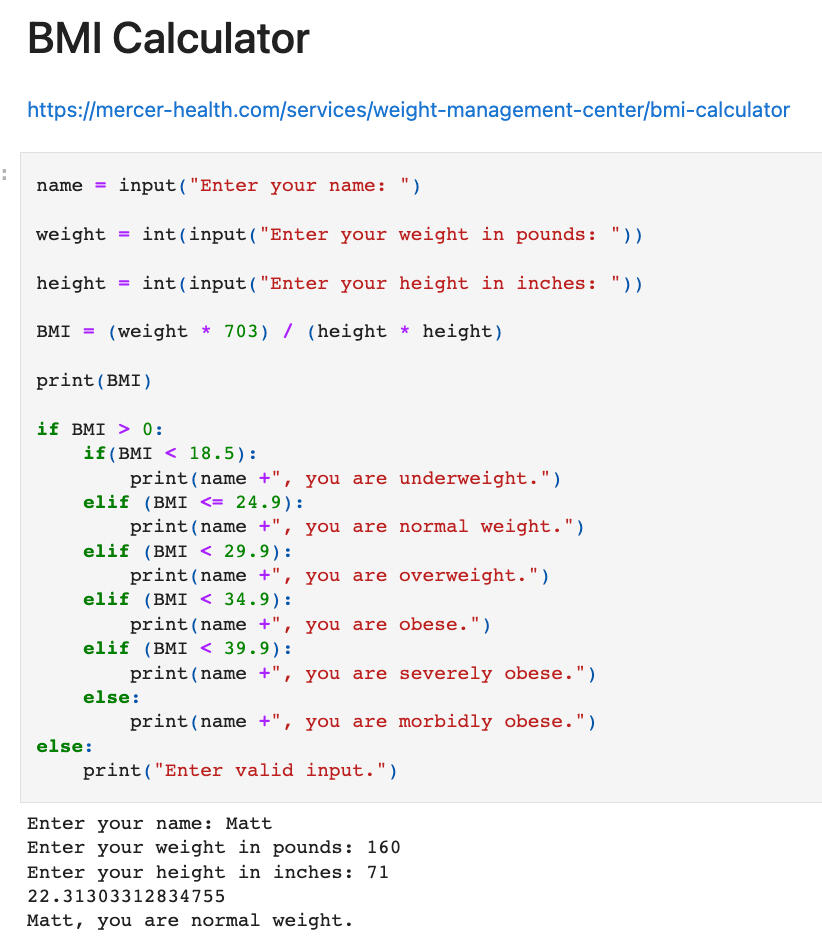 BMI Calculator
https://mercer-health.com/services/weight-management-center/bmi-calculator
:
name = input("Enter your name: ")
weight = int(input("Enter your weight in pounds: "))
height = int(input("Enter your height in inches: "))
BMI = (weight * 703) / (height * height)
print(BMI)
if BMI > 0:
    if(BMI < 18.5):
        print(name +", you are underweight.")
    elif (BMI <= 24.9):
        print(name +", you are normal weight.")
    elif (BMI < 29.9):
        print(name +", you are overweight.")
    elif (BMI < 34.9):
        print(name +", you are obese.")
    elif (BMI < 39.9):
        print(name +", you are severely obese.")
    else:
        print(name +", you are morbidly obese.")
else:
    print("Enter valid input.")
Enter your name: Matt
Enter your weight in pounds: 160
Enter your height in inches: 71
22.31303312834755
Matt, you are normal weight.